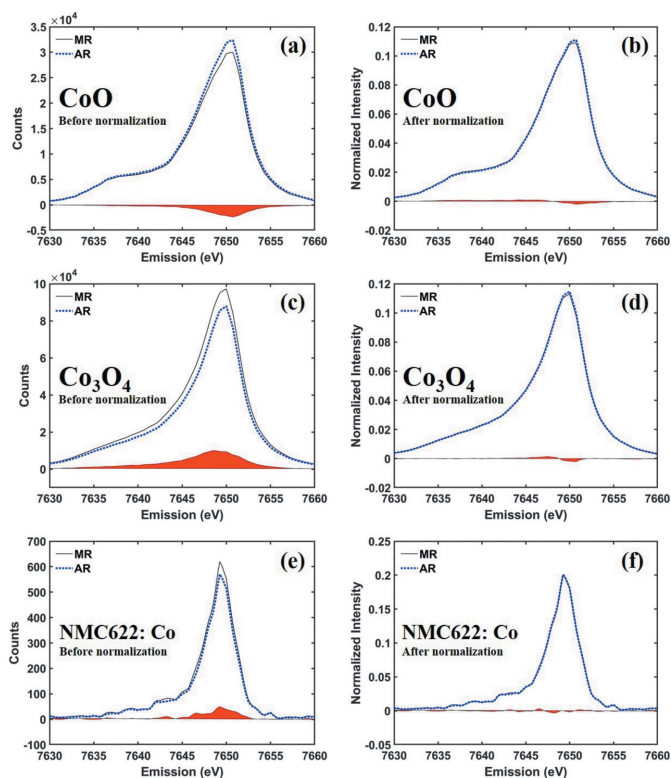 ×10⁴
3.5
3.0
2.5
2.0
1.5
1.0
0.5
0
-0.5
Counts
MR
AR
(a)
CoO
Before normalization
7630 7635 7640 7645 7650 7655 7660
Emission (eV)
0.12
0.1
0.08
0.06
0.04
0.02
0
-0.02
Normalized Intensity
MR
AR
(b)
CoO
After normalization
7630 7635 7640 7645 7650 7655 7660
Emission (eV)
×10⁴
10
8
6
4
2
0
Counts
MR
AR
(c)
Co₃O₄
Before normalization
7630 7635 7640 7645 7650 7655 7660
Emission (eV)
0.12
0.1
0.08
0.06
0.04
0.02
0
-0.02
Normalized Intensity
MR
AR
(d)
Co₃O₄
After normalization
7630 7635 7640 7645 7650 7655 7660
Emission (eV)
700
600
500
400
300
200
100
0
-100
Counts
MR
AR
(e)
NMC622: Co
Before normalization
7630 7635 7640 7645 7650 7655 7660
Emission (eV)
0.25
0.2
0.15
0.1
0.05
0
-0.05
Normalized Intensity
MR
AR
(f)
NMC622: Co
After normalization
7630 7635 7640 7645 7650 7655 7660
Emission (eV)